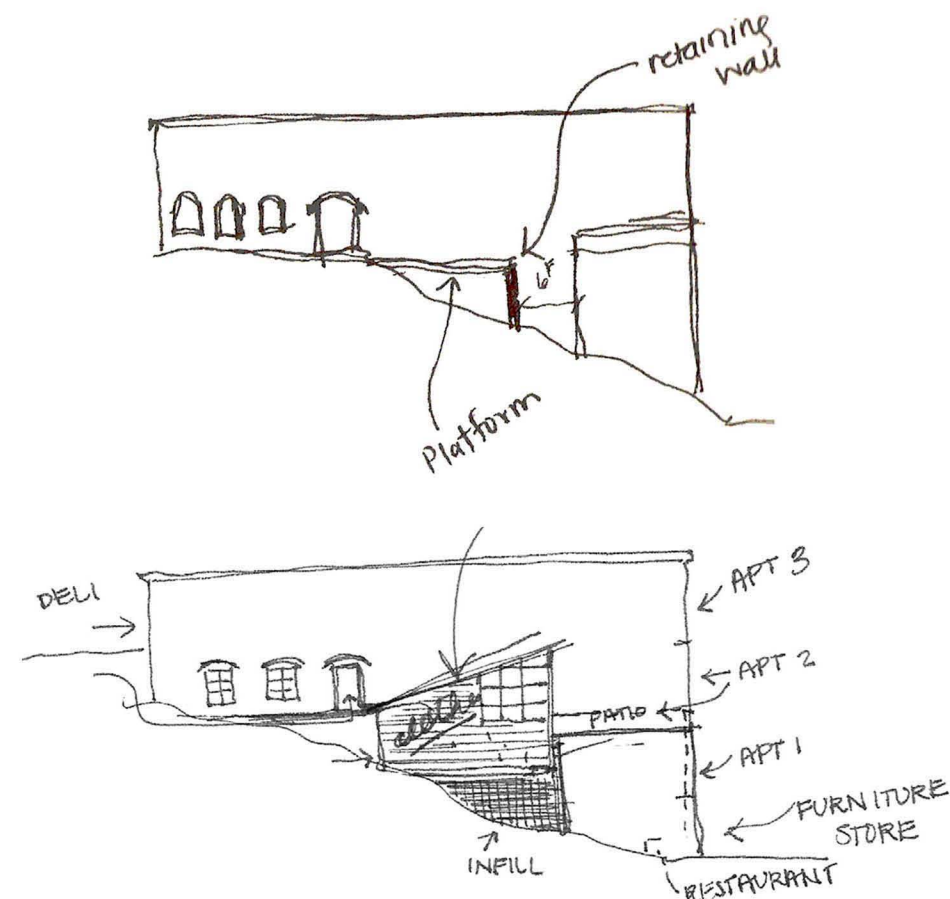 retaining
wall
6F
Platform
DELI
APT 3
APT 2
PATIO
APT 1
FURNITURE
STORE
INFILL
RESTAURANT